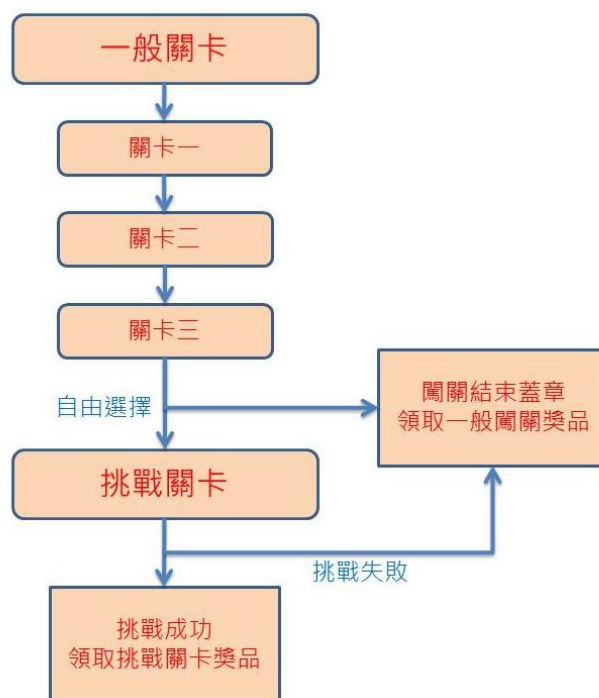 一般關卡
關卡一
關卡二
關卡三
自由選擇
闖關結束蓋章
領取一般闖關獎品
挑戰關卡
挑戰失敗
挑戰成功
領取挑戰關卡獎品